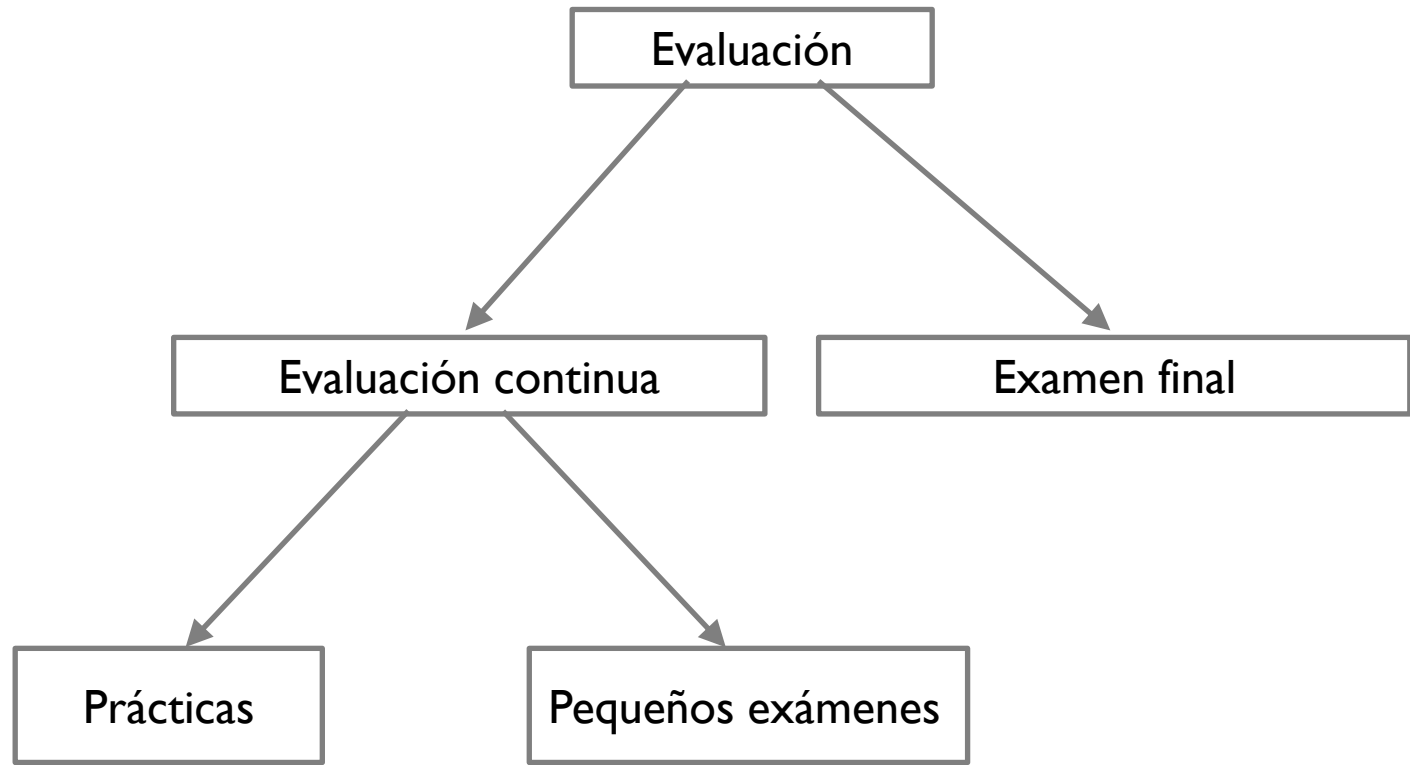 Evaluación
Evaluación continua
Examen final
Prácticas
Pequeños exámenes